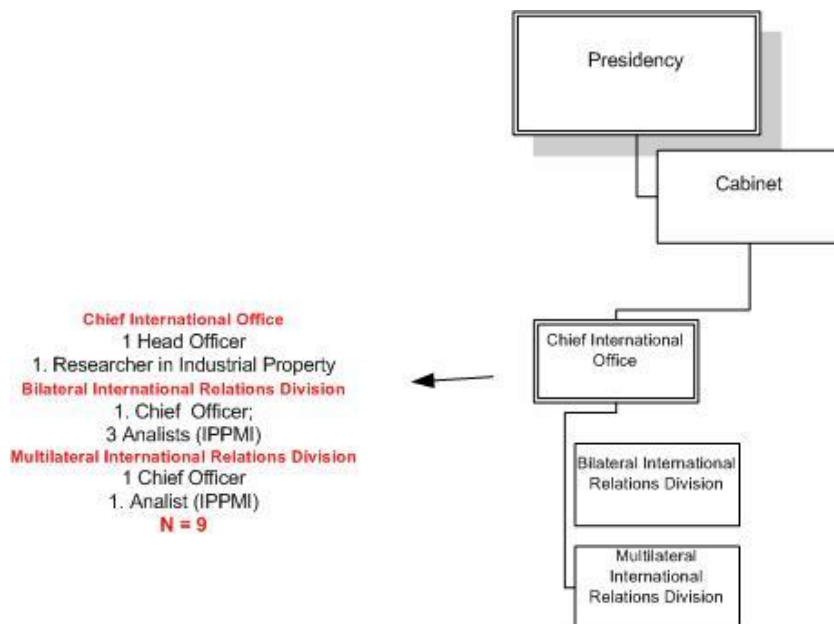 Presidency
Cabinet
Chief International Office
1 Head Officer
1. Researcher in Industrial Property
Bilateral International Relations Division
1. Chief Officer;
3 Analists (IPPMI)
Multilateral International Relations Division
1 Chief Officer
1. Analist (IPPMI)
N = 9
Chief International
Office
Bilateral International
Relations Division
Multilateral
International
Relations Division